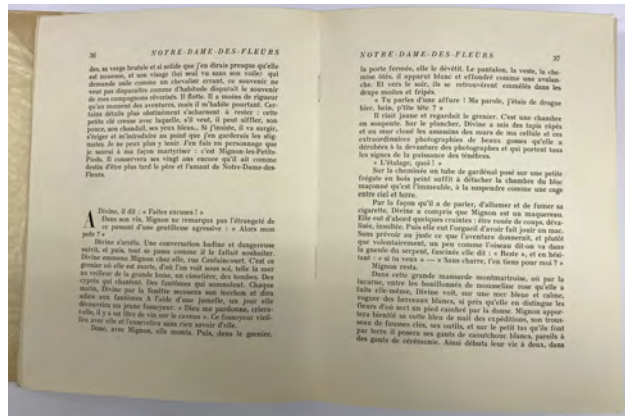 36
NOTRE-DAME-DES-FLEURS
des, sa verge brutale et si solide que j'en dirais presque qu'elle
est noueuse, et son visage (lui seul vu sans son voile) qui
demande asile comme un chevalier errant, ce souvenir ne
veut pas disparaître comme d'habitude disparaît le souvenir
de mes compagnons rêverisés. Il flotte. Il a moins de rigueur
qu'au moment des aventures, mais il m'habite pourtant. Cer-
tains détails plus obstinément s'acharnent à rester : cette
petite clé creuse avec laquelle, s'il veut, il peut siffler, son
pouce, son chandail, ses yeux bleus... Si j'insiste, il va surgir,
s'ériger et m'introduire au point que j'en garderais les stig-
mates. Je ne peux plus y tenir. J'en fais un personnage que
je saurai à ma façon martyriser : c'est Mignon-les-Petits-
Pieds. Il conservera ses vingt ans encore qu'il ait comme
destin d'être plus tard le père et l'amant de Notre-Dame-des-
Fleurs.
A Divine, il dit : « Faites excuses ! »
Dans son vin, Mignon ne remarqua pas l'étrangeté de
ce passant d'une gentillesse agressive : « Alors mon
pote ? »
Divine s'arrêta. Une conversation badine et dangereuse
suivit, et puis, tout se passa comme il le fallait souhaiter.
Divine emmena Mignon chez elle, rue Caulaincourt. C'est ce
grenier où elle est morte, d'où l'on voit sous soi, telle la mer
au veilleur de la grande hune, un cimetière, des tombes. Des
cyprès qui chantent. Des fantômes qui somnolent. Chaque
matin, Divine par la fenêtre secouera son torchon et dira
adieu aux fantômes à l'aide d'une jumelle, un jour elle
découvrira un jeune fossoyeur. « Dieu me pardonne, criera-
t-elle, il y a un litre de vin sur le caveau ». Ce fossoyeur vieil-
lira avec elle et l'ensevelira sans rien savoir d'elle.
Donc, avec Mignon, elle monta. Puis, dans le grenier,
NOTRE-DAME-DES-FLEURS
37
la porte fermée, elle le dévêtit. Le pantalon, la veste, la che-
mise ôtés, il apparut blanc et effondré comme une avalan-
che. Et vers le soir, ils se retrouvèrent emmêlés dans les
draps moites et fripés.
« Tu parles d'une affure ! Ma parole, j'étais de drogue
hier, hein, p'tite tête ? »
Il riait jaune et regardait le grenier. C'est une chambre
en soupente. Sur le plancher, Divine a mis des tapis râpés
et au mur cloué les assassins des murs de ma cellule et ces
extraordinaires photographies de beaux gosses qu'elle a
dérobées à la devanture des photographes et qui portent tous
les signes de la puissance des ténèbres.
« L'étalage, quoi ! »
Sur la cheminée un tube de gardénal posé sur une petite
frégate en bois peint suffit à détacher la chambre du bloc
maçonné qu'est l'immeuble, à la suspendre comme une cage
entre ciel et terre.
Par la façon qu'il a de parler, d'allumer et de fumer sa
cigarette, Divine a compris que Mignon est un maquereau.
Elle eut d'abord quelques craintes : être rouée de coups, déva-
lisée, insultée. Puis elle eut l'orgueil d'avoir fait jouir un mac.
Sans prévoir au juste ce que l'aventure donnerait, et plutôt
que volontairement, un peu comme l'oiseau dit-on va dans
la gueule du serpent, fascinée elle dit : « Reste », et en hési-
tant : « si tu veux ». — « Sans charre, t'en tiens pour moi ? »
Mignon resta.
Dans cette grande mansarde montmartroise, où par la
lucarne, entre les bouillonnés de mousseline rose qu'elle a
faits elle-même, Divine voit, sur une mer bleue et calme,
voguer des berceaux blancs, si près qu'elle en distingue les
fleurs d'où sort un pied cambré par la danse. Mignon appor-
tera bientôt sa cotte bleu de nuit des expéditions, son trous-
seau de fausses clés, ses outils, et sur le petit tas qu'ils font
par terre il posera ses gants de caoutchouc blancs, pareils à
des gants de cérémonie. Ainsi débuta leur vie à deux, dans